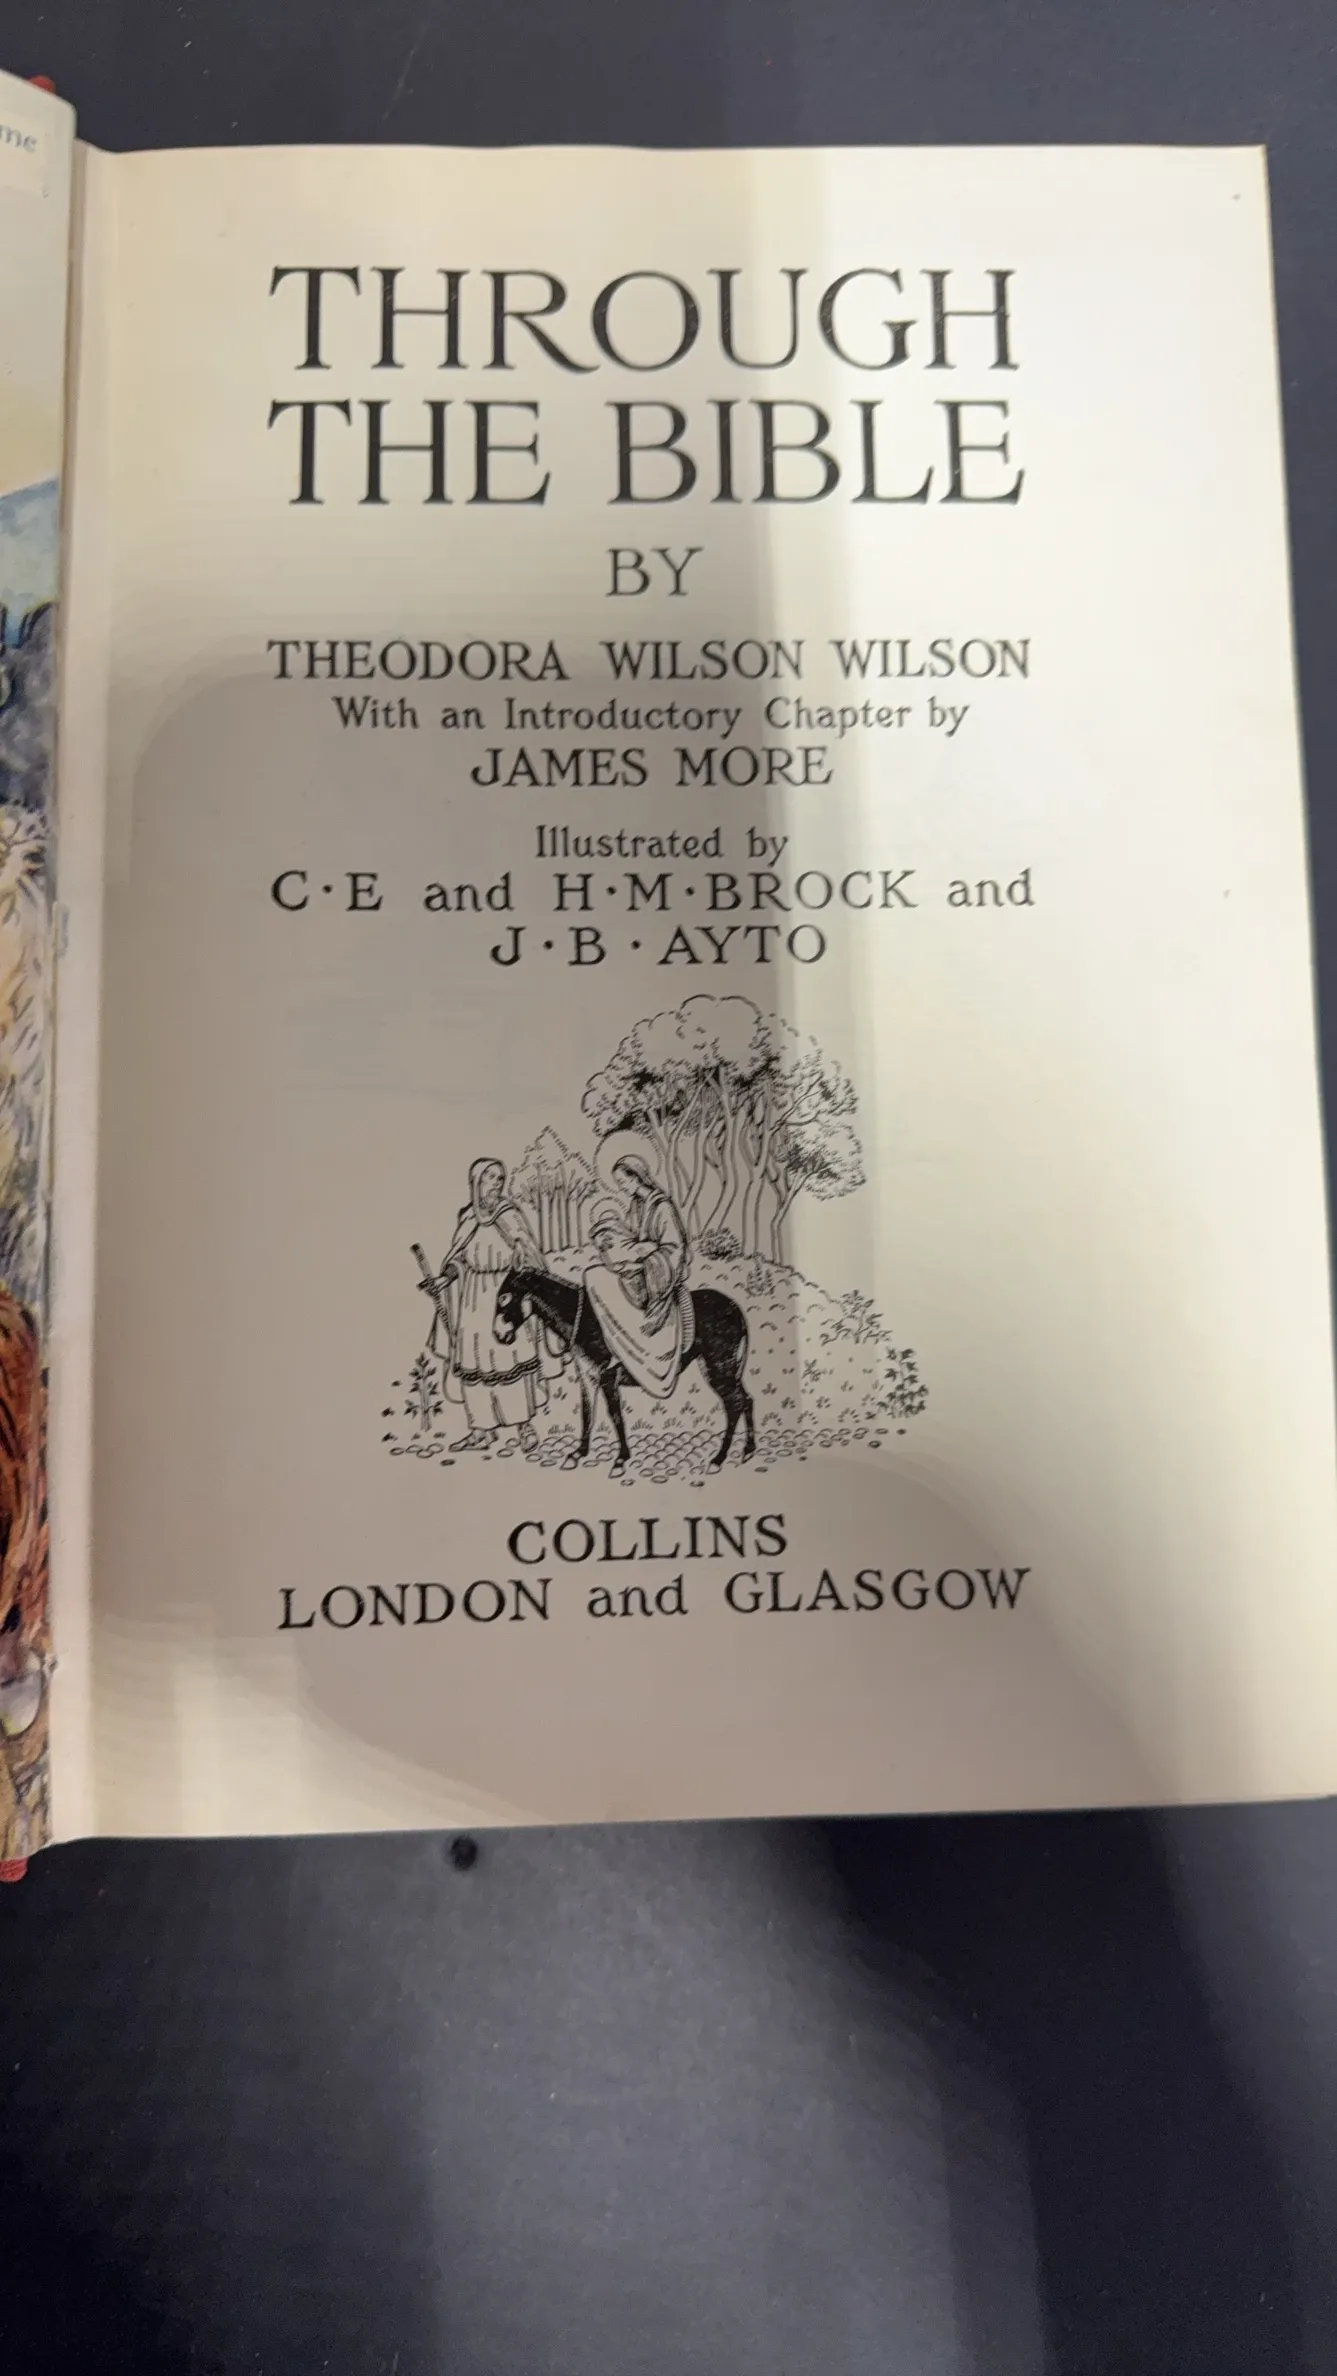 me
THROUGH
THE BIBLE
BY
THEODORA WILSON WILSON
With an Introductory Chapter by
JAMES MORE
Illustrated by
C·E and H·M·BROCK and
J·B·AYTO
COLLINS
LONDON and GLASGOW